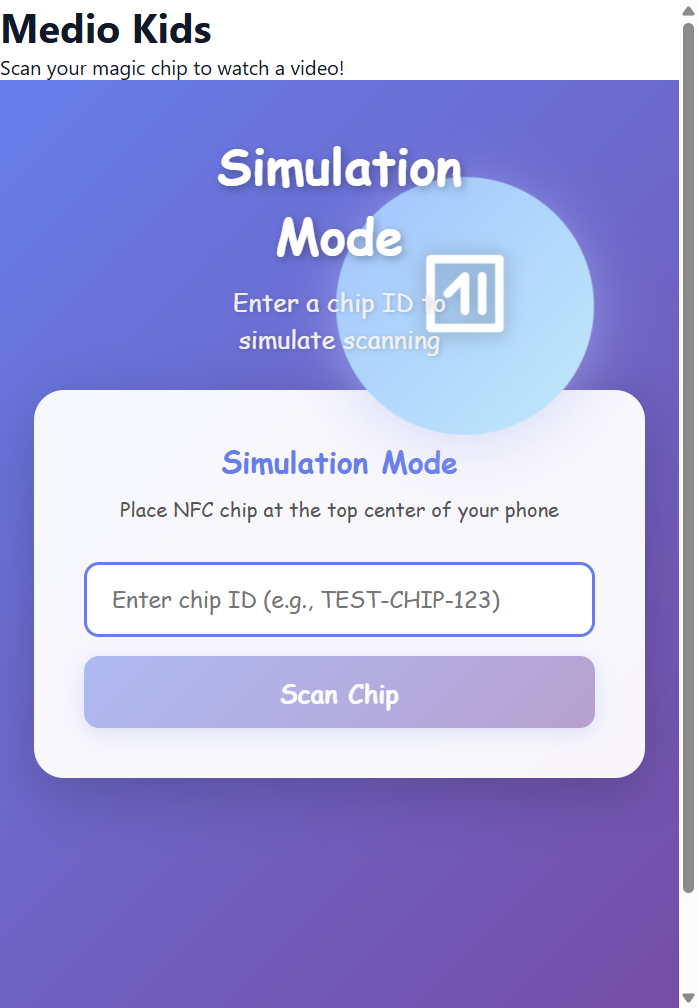 Medio Kids
Scan your magic chip to watch a video!
Simulation
Mode
Enter a chip ID to
simulate scanning
Simulation Mode
Place NFC chip at the top center of your phone
Enter chip ID (e.g., TEST-CHIP-123)
Scan Chip